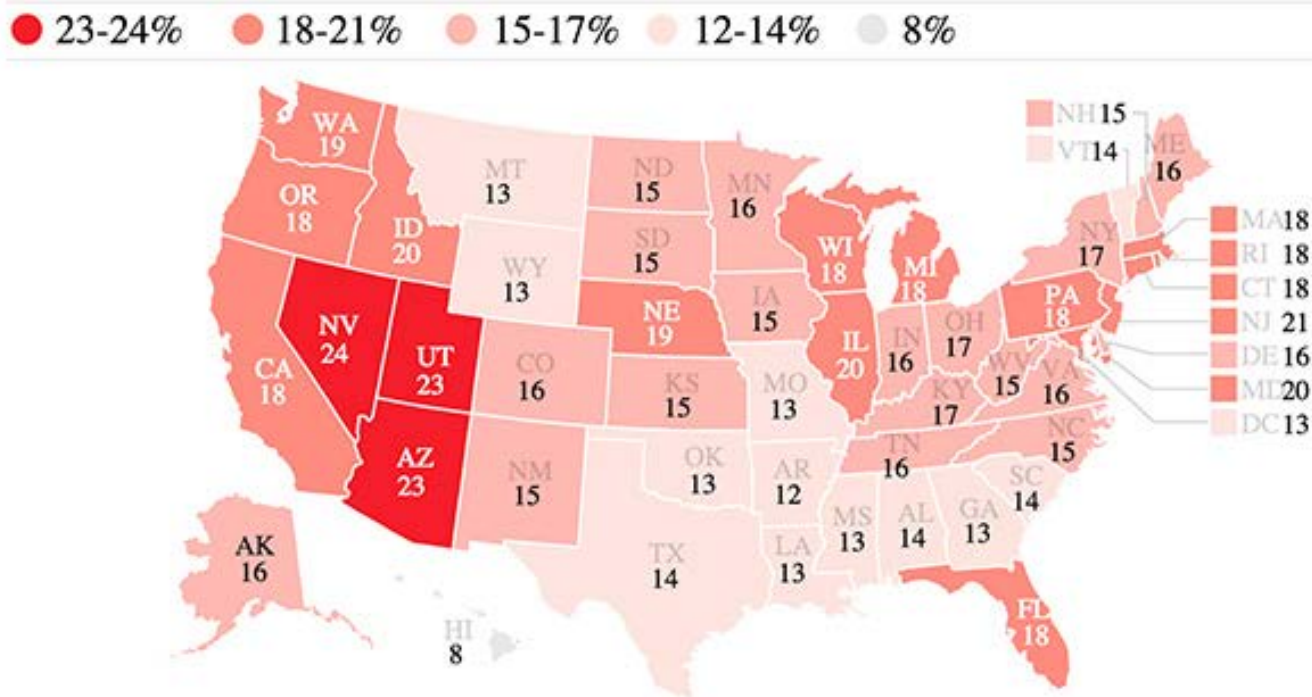 23-24% 18-21% 15-17% 12-14% 8%
WA
19
OR
18
ID
20
MT
13
WY
13
ND
15
SD
15
NE
19
MN
16
WI
18
MI
18
IA
15
IL
20
IN
16
OH
17
PA
18
NY
17
NH 15
VT 14
ME
16
MA 18
RI 18
CT 18
NJ 21
DE 16
MD 20
DC 13
CA
18
NV
24
UT
23
CO
16
KS
15
MO
13
KY
17
WV
15
VA
16
AZ
23
NM
15
OK
13
AR
12
TN
16
NC
15
SC
14
TX
14
LA
13
MS
13
AL
14
GA
13
FL
18
AK
16
HI
8